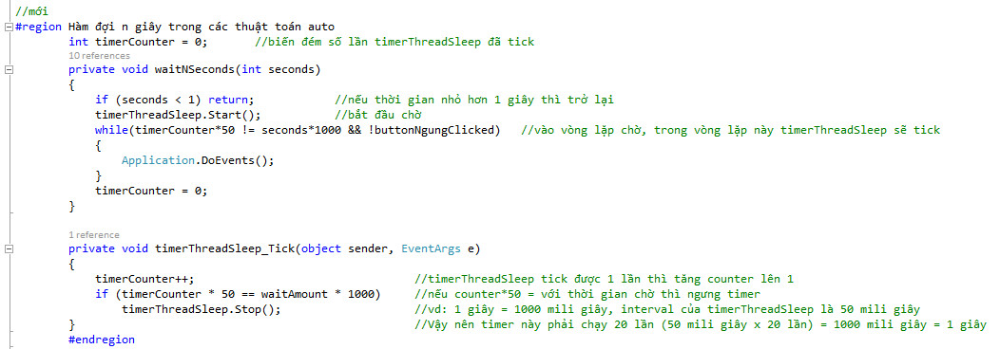 //mới
#region Hàm đợi n giây trong các thuật toán auto
int timerCounter = 0;       //biến đếm số lần timerThreadSleep đã tick
10 references
private void waitNSeconds(int seconds)
{
if (seconds < 1) return;            //nếu thời gian nhỏ hơn 1 giây thì trở lại
timerThreadSleep.Start();           //bắt đầu chờ
while(timerCounter*50 != seconds*1000 && !buttonNgungClicked)   //vào vòng lặp chờ, trong vòng lặp này timerThreadSleep sẽ tick
{
Application.DoEvents();
}
timerCounter = 0;
}
1 reference
private void timerThreadSleep_Tick(object sender, EventArgs e)
{
timerCounter++;                                 //timerThreadSleep tick được 1 lần thì tăng counter lên 1
if (timerCounter * 50 == waitAmount * 1000)     //nếu counter*50 = với thời gian chờ thì ngưng timer
timerThreadSleep.Stop();                    //vd: 1 giây = 1000 mili giây, interval của timerThreadSleep là 50 mili giây
}                                                   //Vậy nên timer này phải chạy 20 lần (50 mili giây x 20 lần) = 1000 mili giây = 1 giây
#endregion